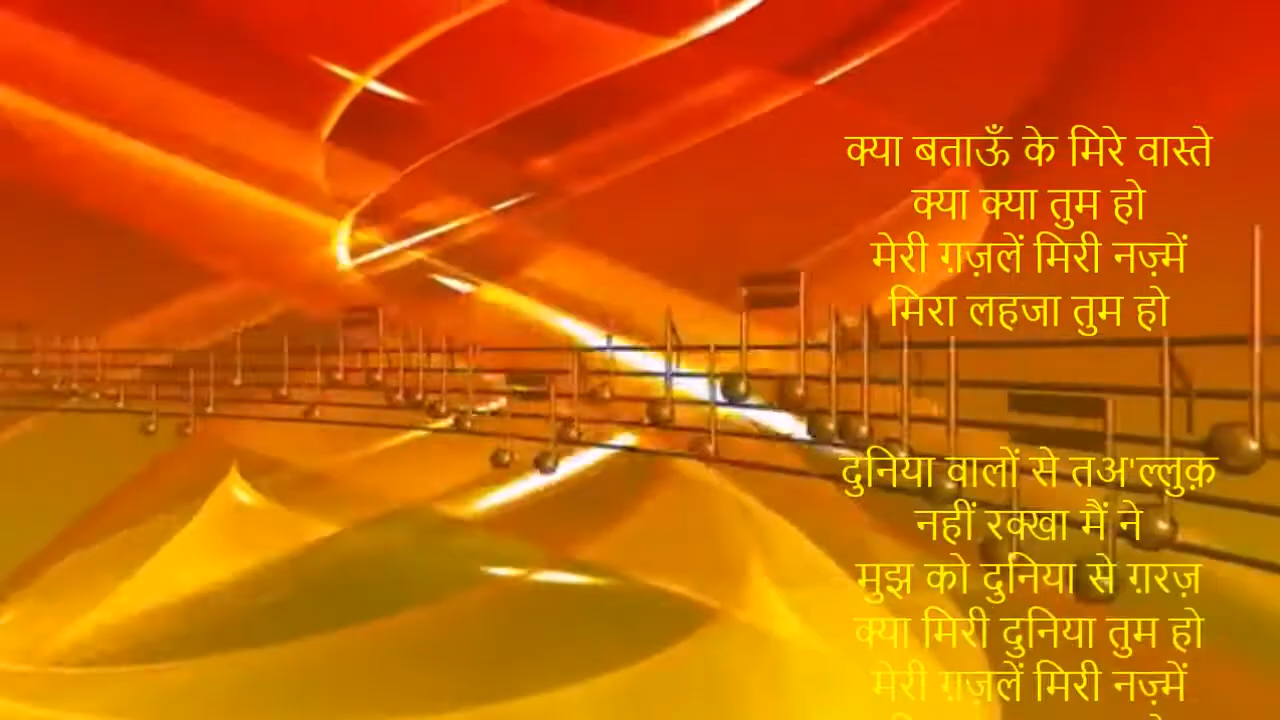 क्या बताऊँ के मिरे वास्ते
क्या क्या तुम हो
मेरी ग़ज़लें मिरी नज़्में
मिरा लहजा तुम हो
दुनिया वालों से तअ'ल्लुक़
नहीं रक्खा मैं ने
मुझ को दुनिया से ग़रज़
क्या मिरी दुनिया तुम हो
मेरी ग़ज़लें मिरी नज़्में